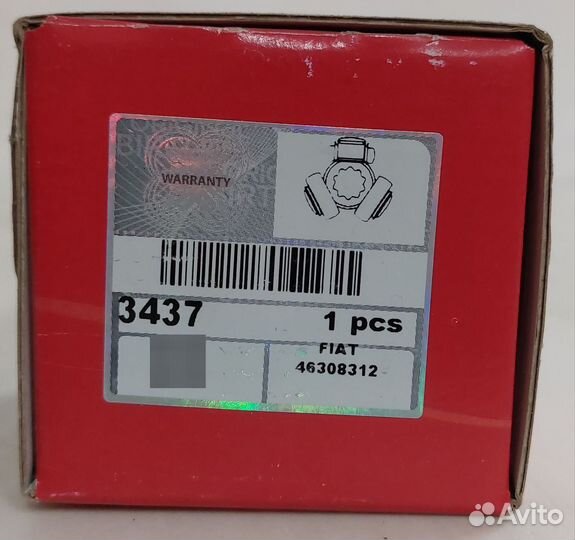 WARRANTY
3437 1 pcs
FIAT
46308312
Avito